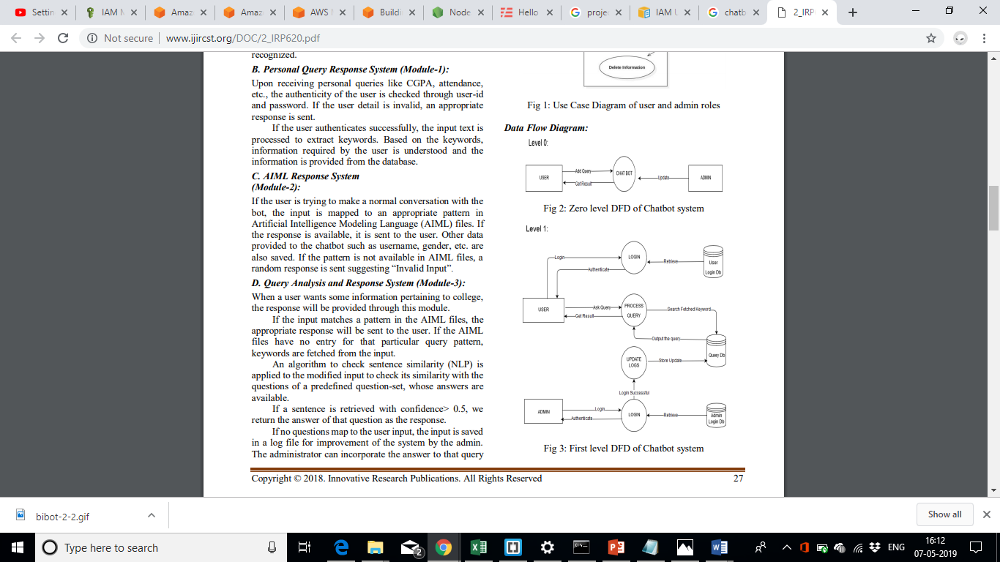 Settin
IAM M
Amaz
Amaz
AWS
Buildi
Node
Hello
projec
IAM U
chatb
2_IRP
Not secure | www.ijircst.org/DOC/2_IRP620.pdf
recognized.
B. Personal Query Response System (Module-1):
Upon receiving personal queries like CGPA, attendance,
etc., the authenticity of the user is checked through user-id
and password. If the user detail is invalid, an appropriate
response is sent.
If the user authenticates successfully, the input text is
processed to extract keywords. Based on the keywords,
information required by the user is understood and the
information is provided from the database.
C. AIML Response System
(Module-2):
If the user is trying to make a normal conversation with the
bot, the input is mapped to an appropriate pattern in
Artificial Intelligence Modeling Language (AIML) files. If
the response is available, it is sent to the user. Other data
provided to the chatbot such as username, gender, etc. are
also saved. If the pattern is not available in AIML files, a
random response is sent suggesting “Invalid Input”.
D. Query Analysis and Response System (Module-3):
When a user wants some information pertaining to college,
the response will be provided through this module.
If the input matches a pattern in the AIML files, the
appropriate response will be sent to the user. If the AIML
files have no entry for that particular query pattern,
keywords are fetched from the input.
An algorithm to check sentence similarity (NLP) is
applied to the modified input to check its similarity with the
questions of a predefined question-set, whose answers are
available.
If a sentence is retrieved with confidence> 0.5, we
return the answer of that question as the response.
If no questions map to the user input, the input is saved
in a log file for improvement of the system by the admin.
The administrator can incorporate the answer to that query
Delete Information
Fig 1: Use Case Diagram of user and admin roles
Data Flow Diagram:
Level 0:
USER
Add Query
Get Result
CHAT BOT
Update
ADMIN
Fig 2: Zero level DFD of Chatbot system
Level 1:
Login
Authenticate
LOGIN
Retrieve
User
Login Db
USER
Ask Query
Get Result
PROCESS
QUERY
Search Fetched Keyword
Output the query
Query Db
UPDATE
LOGS
Store Update
Login Successful
ADMIN
Login
Authenticate
LOGIN
Retrieve
Admin
Login Db
Fig 3: First level DFD of Chatbot system
Copyright © 2018. Innovative Research Publications. All Rights Reserved 27
bibot-2-2.gif
Show all
Type here to search
2
ENG
16:12
07-05-2019